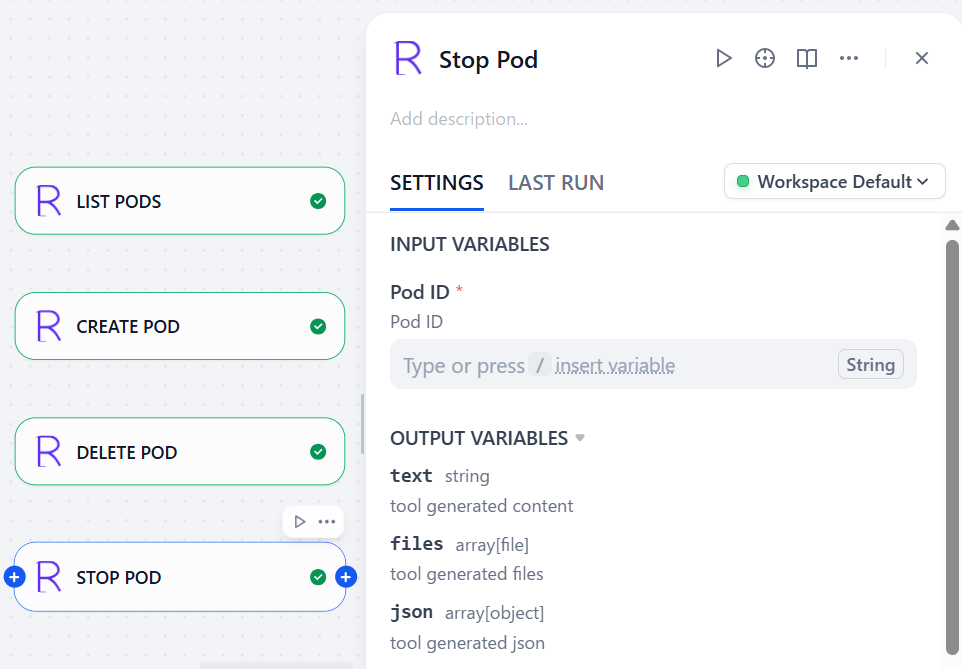 Stop Pod
Add description...
SETTINGS LAST RUN
Workspace Default
INPUT VARIABLES
Pod ID *
Pod ID
Type or press / insert variable
String
OUTPUT VARIABLES
text string
tool generated content
files array[file]
tool generated files
json array[object]
tool generated json
LIST PODS
CREATE POD
DELETE POD
STOP POD